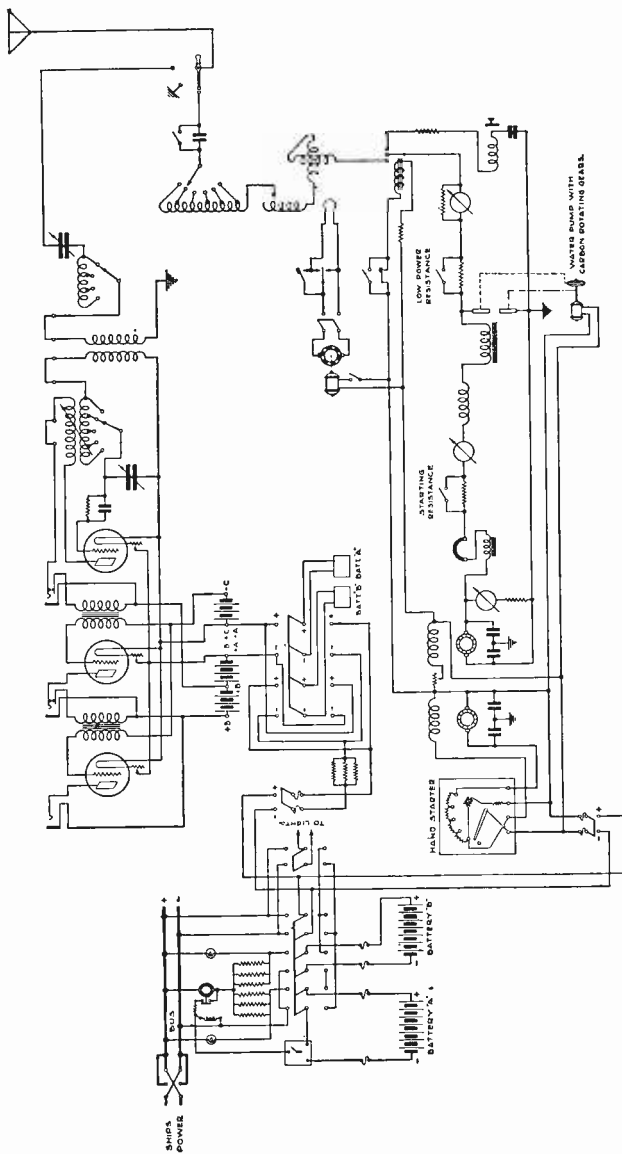 SHIPS
POWER
BUS
+
-
+B
+B
-B +C
-A +A
-C
BATT "B"
BATT "A"
TO LIGHTS
BATTERY "A"
BATTERY "B"
HAND STARTER
STARTING
RESISTANCE
LOW POWER
RESISTANCE
WATER PUMP WITH
CARBON ROTATING GEARS.